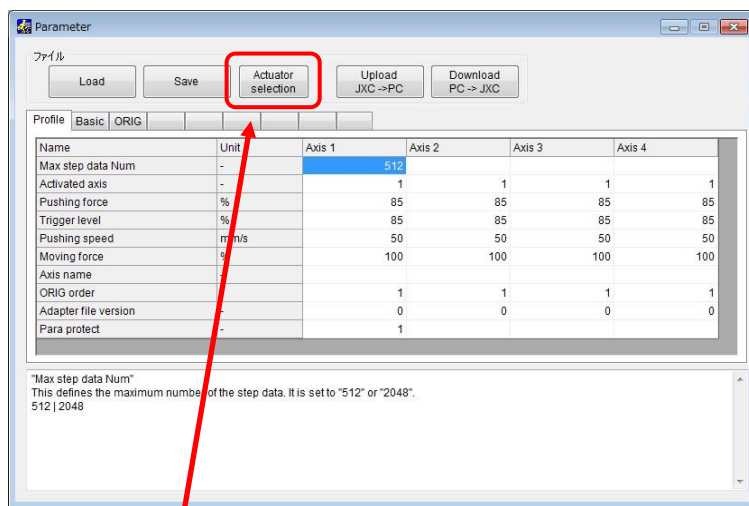 Parameter
ファイル
Load Save Actuator selection Upload JXC ->PC Download PC -> JXC
Profile Basic ORIG
Name Unit Axis 1 Axis 2 Axis 3 Axis 4
Max step data Num - 512
Activated axis - 1 1 1 1
Pushing force % 85 85 85 85
Trigger level % 85 85 85 85
Pushing speed mm/s 50 50 50 50
Moving force % 100 100 100 100
Axis name -
ORIG order 1 1 1 1
Adapter file version - 0 0 0 0
Para protect - 1
"Max step data Num"
This defines the maximum number of the step data. It is set to "512" or "2048".
512 | 2048